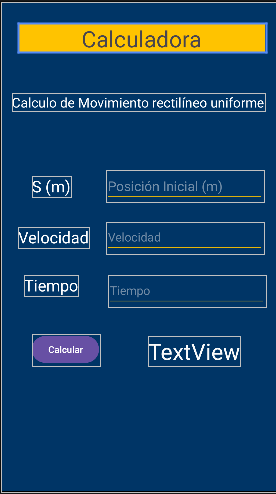 Calculadora
Calculo de Movimiento rectilíneo uniforme
S (m) Posición Inicial (m)
Velocidad Velocidad
Tiempo Tiempo
Calcular TextView